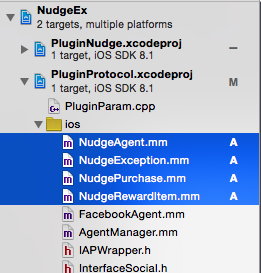 NudgeEx
2 targets, multiple platforms
PluginNudge.xcodeproj
1 target, iOS SDK 8.1
PluginProtocol.xcodeproj M
1 target, iOS SDK 8.1
PluginParam.cpp
ios
NudgeAgent.mm A
NudgeException.mm A
NudgePurchase.mm A
NudgeRewardItem.mm A
FacebookAgent.mm
AgentManager.mm
IAPWrapper.h
InterfaceSocial.h